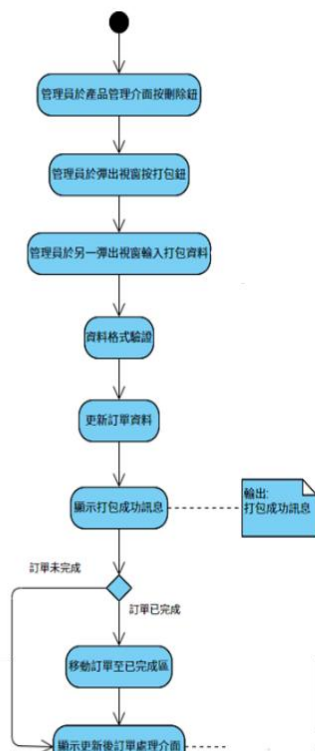 管理員於產品管理介面按刪除鈕
管理員於彈出視窗按打包鈕
管理員於另一彈出視窗輸入打包資料
資料格式驗證
更新訂單資料
顯示打包成功訊息
輸出:
打包成功訊息
訂單未完成
訂單已完成
移動訂單至已完成區
顯示更新後訂單處理介面